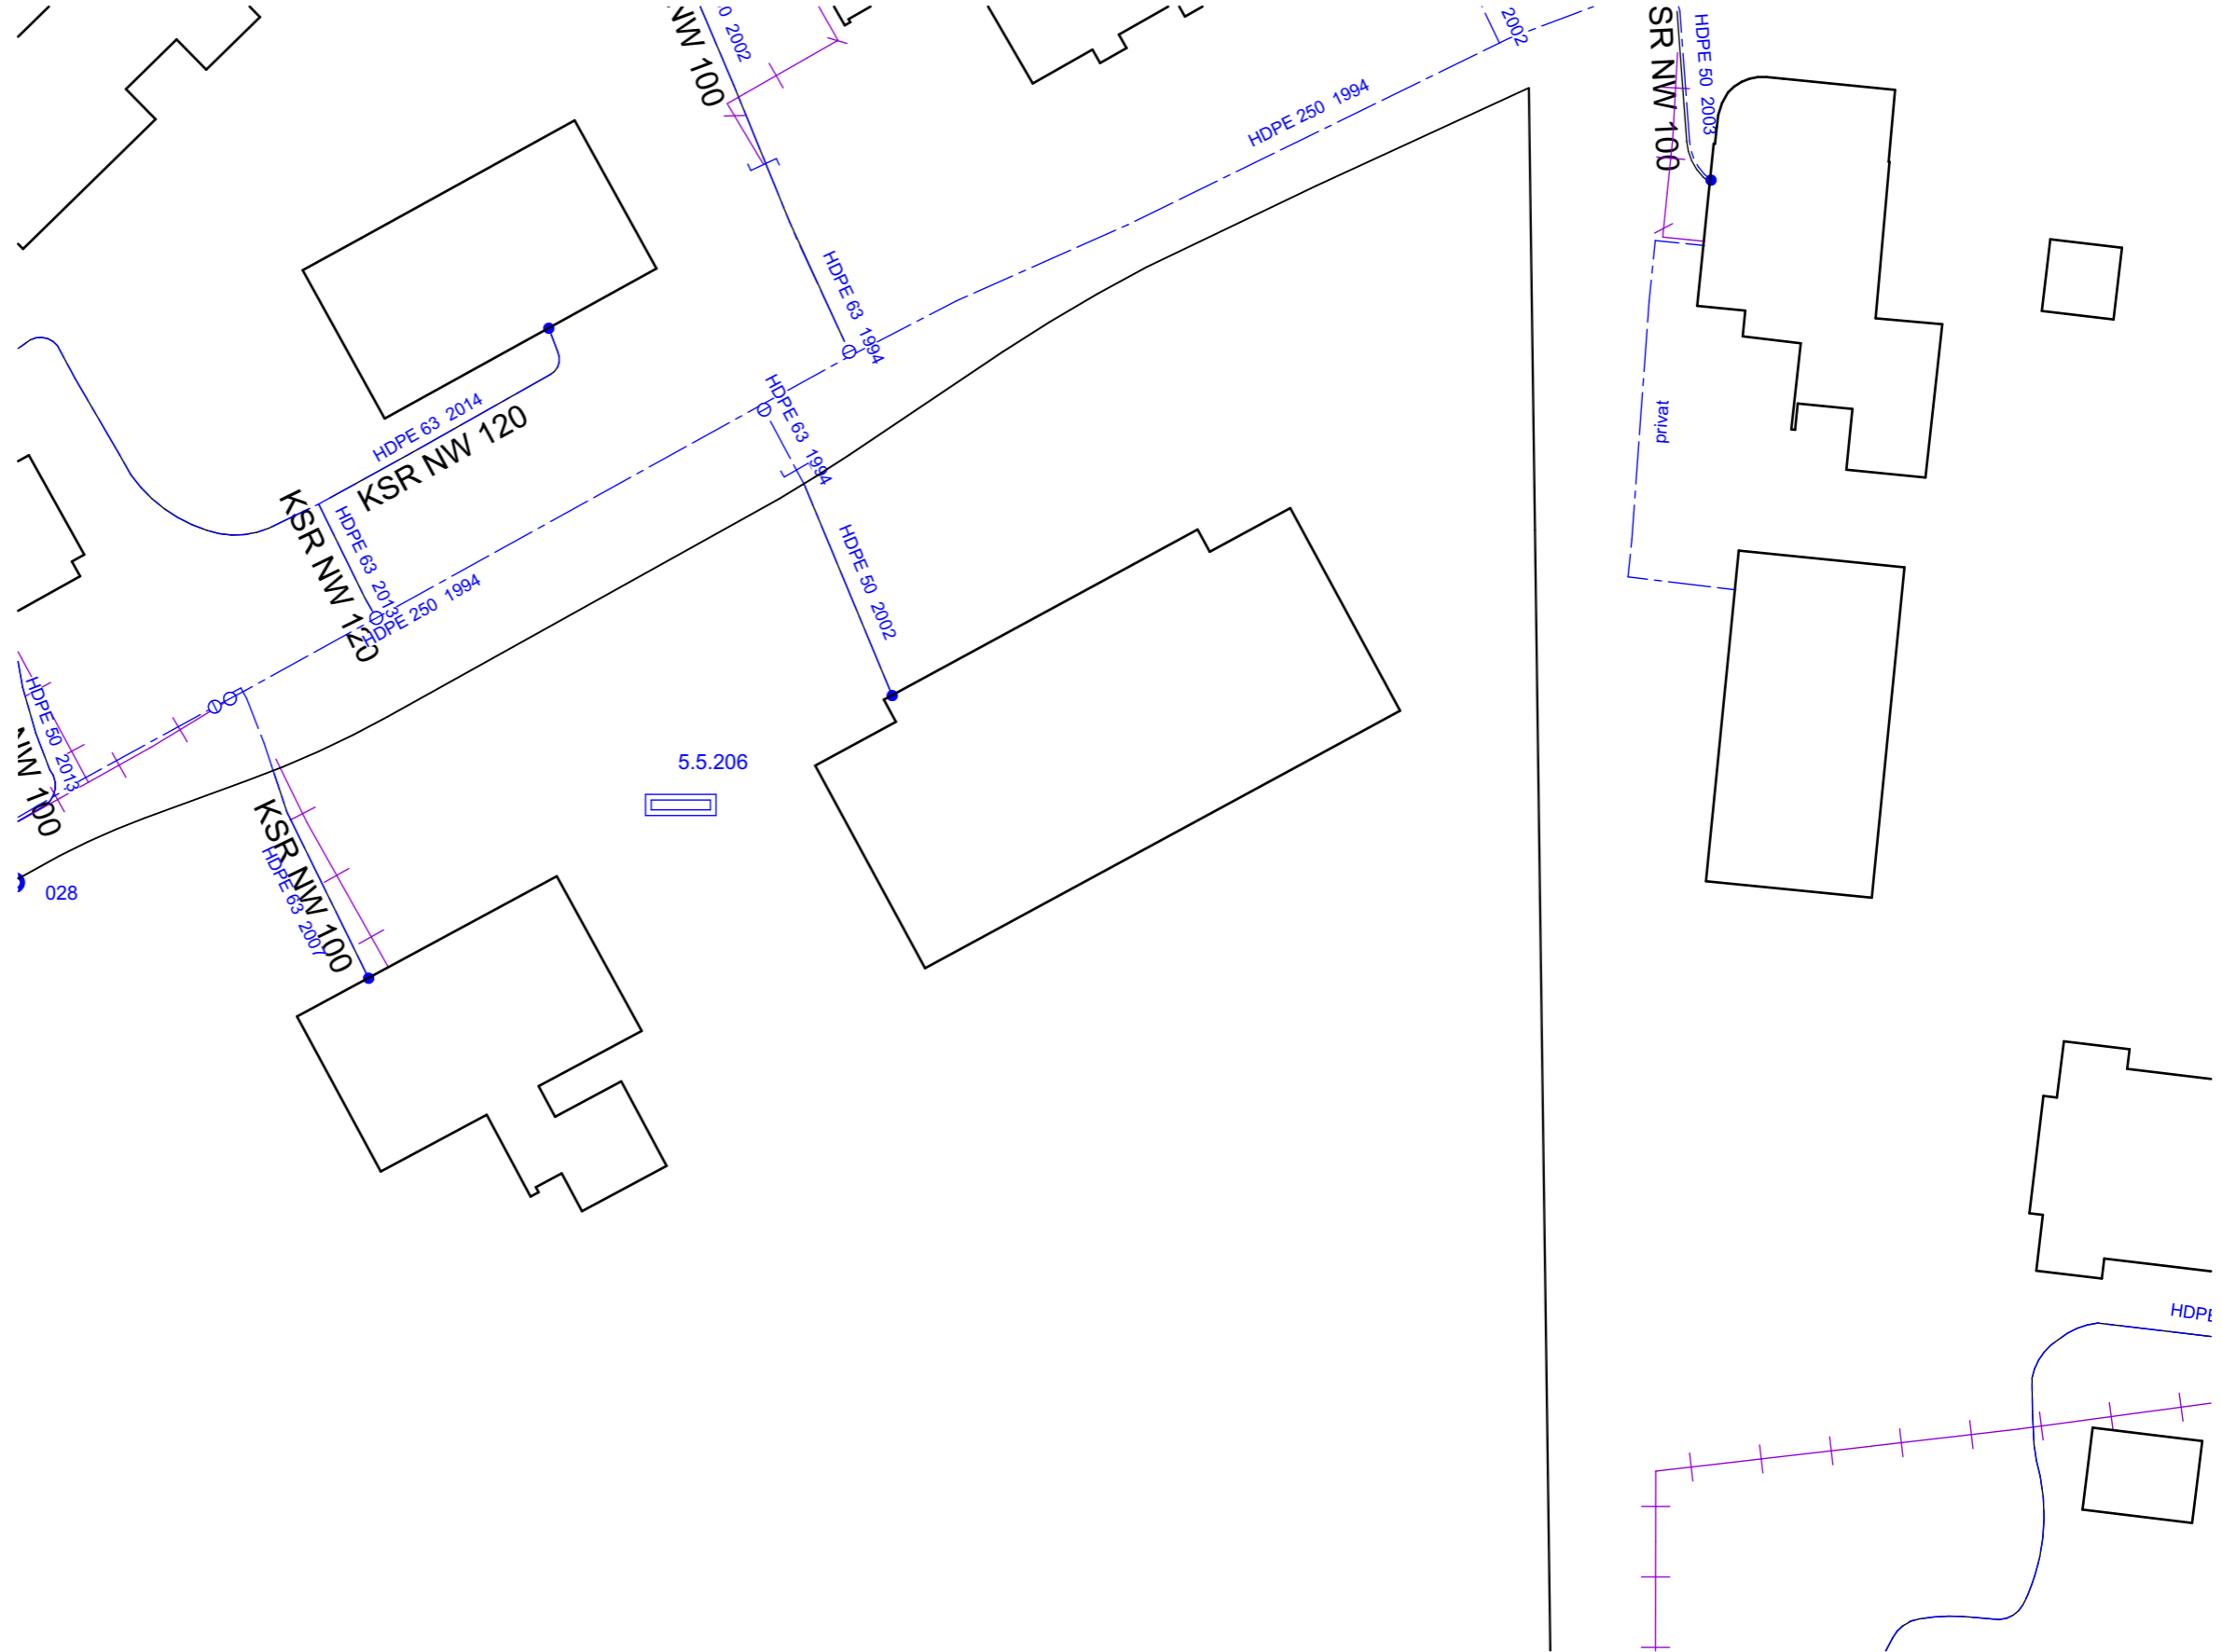 NW 100
2002
2002
SR NW 100
HDPE 50 2003
HDPE 250 1994
HDPE 63 1994
HDPE 63 1994
HDPE 63 2014
KSR NW 120
privat
KSR NW 120
HDPE 63 2013
HDPE 250 1994
HDPE 50 2002
HDPE 50 2013
NW 100
5.5.206
KSR NW 100
HDPE 63 2007
028
HDPE